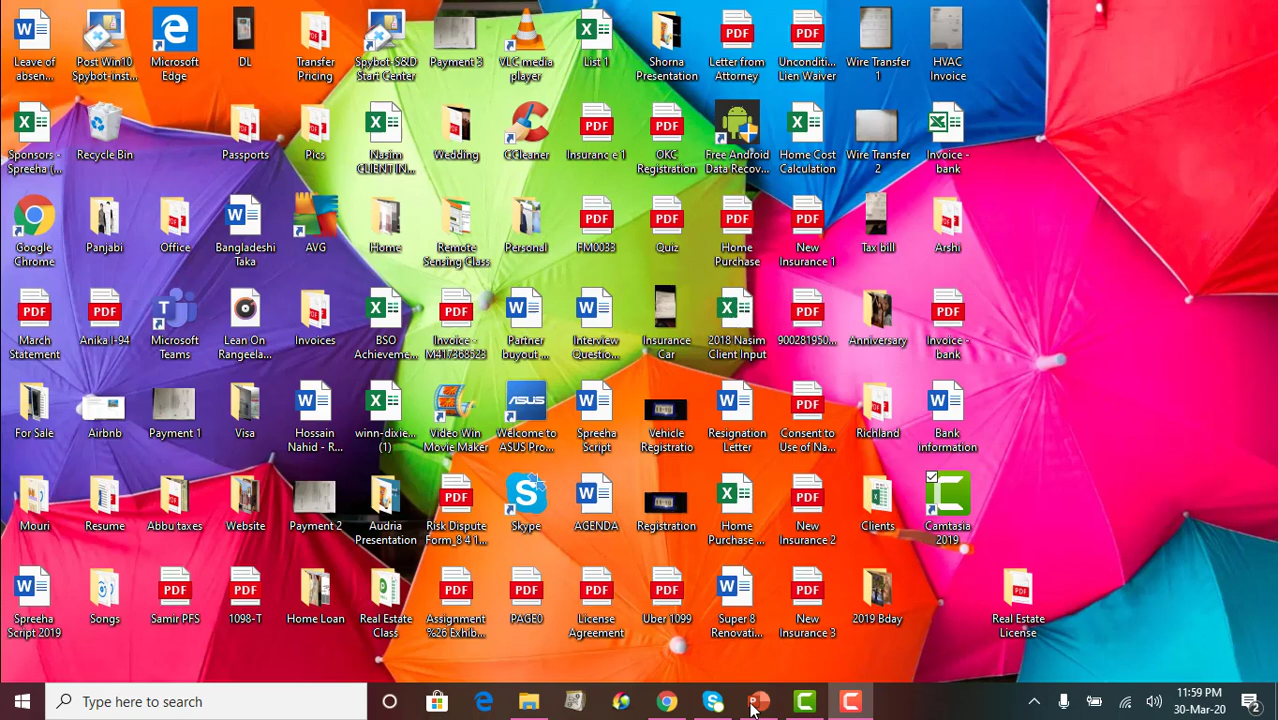 Leave of absen...
Post Win10 Spybot-inst...
Microsoft Edge
DL
Transfer Pricing
Spybot-S&D Start Center
Payment 3
VLC media player
List 1
Shorna Presentation
Letter from Attorney
Unconditi... Lien Waiver
Wire Transfer 1
HVAC Invoice
Sponsors - Spreeha (...
Recycle Bin
Passports
Pics
Nasim CLIENT IN...
Wedding
CCleaner
Insuranc e 1
OKC Registration
Free Android Data Recov...
Home Cost Calculation
Wire Transfer 2
Invoice - bank
Google Chrome
Panjabi
Office
Bangladeshi Taka
AVG
Home
Remote Sensing Class
Personal
FM0033
Quiz
Home Purchase
New Insurance 1
Tax bill
Arshi
March Statement
Anika I-94
Microsoft Teams
Lean On Rangeela...
Invoices
BSO Achieveme...
Invoice - M417368523
Partner buyout ...
Interview Questio...
Insurance Car
2018 Nasim Client Input
900281950...
Anniversary
Invoice - bank
For Sale
Airbnb
Payment 1
Visa
Hossain Nahid - R...
winn-dixie... (1)
Video Win Movie Maker
Welcome to ASUS Pro...
Spreeha Script
Vehicle Registratio
Resignation Letter
Consent to Use of Na...
Richland
Bank information
Mouri
Resume
Abbu taxes
Website
Payment 2
Audria Presentation
Risk Dispute Form_8 4 1...
Skype
AGENDA
Registration
Home Purchase ...
New Insurance 2
Clients
Camtasia 2019
Spreeha Script 2019
Songs
Samir PFS
1098-T
Home Loan
Real Estate Class
Assignment %26 Exhib...
PAGE0
License Agreement
Uber 1099
Super 8 Renovati...
New Insurance 3
2019 Bday
Real Estate License
Type here to search
11:59 PM
30-Mar-20
2